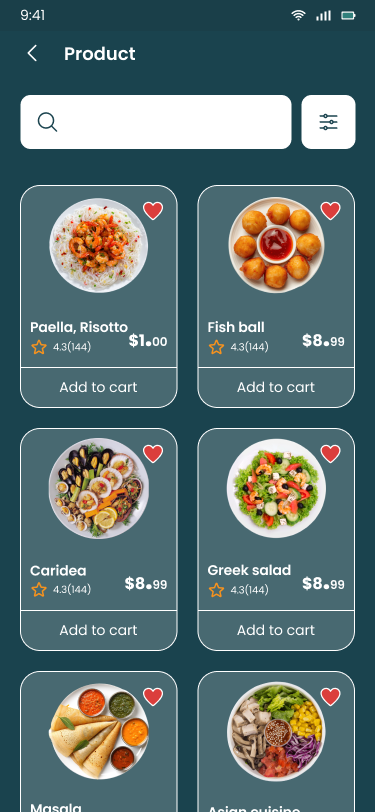 9:41
Product
Paella, Risotto
4.3(144)
$1.00
Add to cart
Fish ball
4.3(144)
$8.99
Add to cart
Caridea
4.3(144)
$8.99
Add to cart
Greek salad
4.3(144)
$8.99
Add to cart
Masala
Asian cuisine